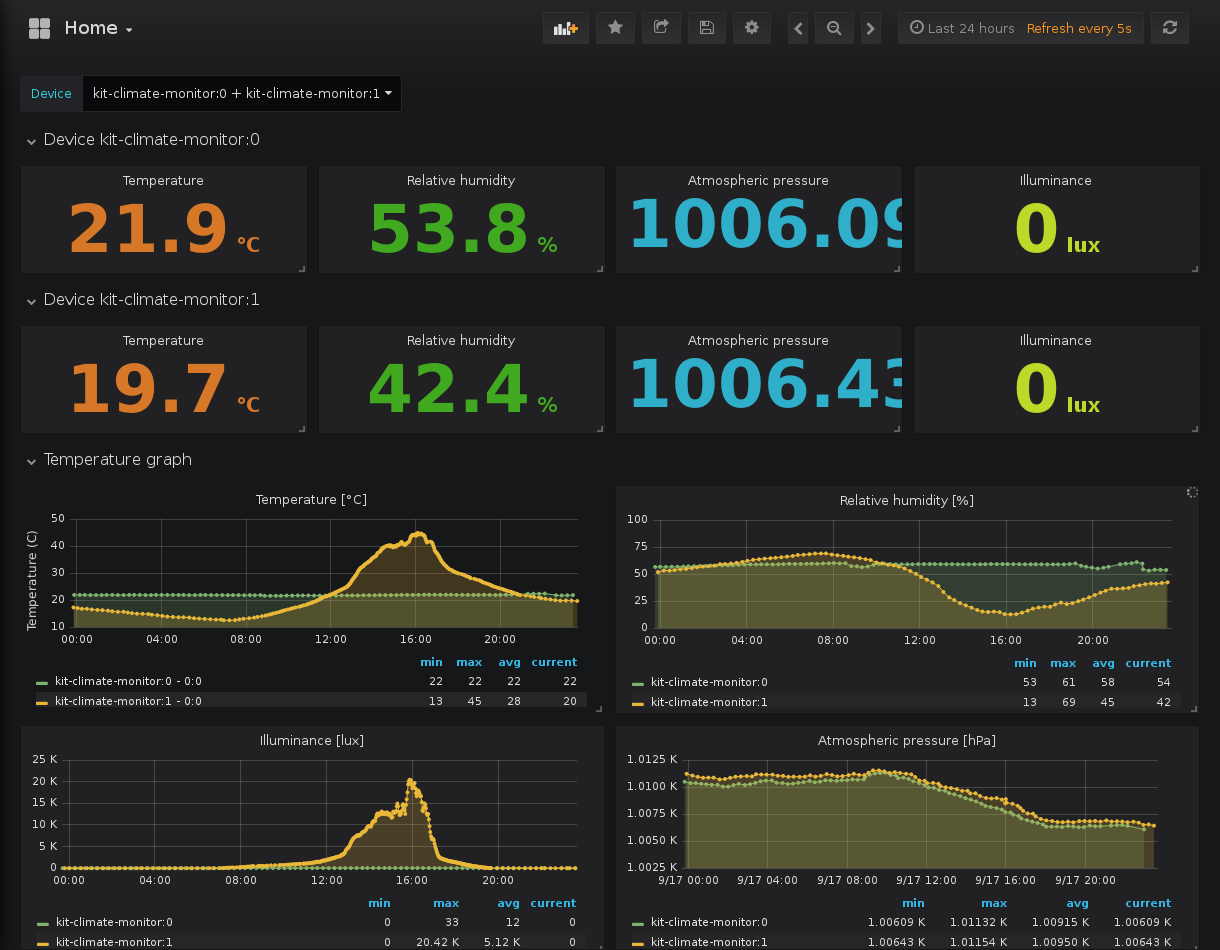 Home
Last 24 hours Refresh every 5s
Device kit-climate-monitor:0 + kit-climate-monitor:1
Device kit-climate-monitor:0
Temperature Relative humidity Atmospheric pressure Illuminance
21.9 °C 53.8 % 1006.09 0 lux
Device kit-climate-monitor:1
Temperature Relative humidity Atmospheric pressure Illuminance
19.7 °C 42.4 % 1006.43 0 lux
Temperature graph
Temperature [°C]
Temperature (C)
50
40
30
20
10
00:00 04:00 08:00 12:00 16:00 20:00
min max avg current
kit-climate-monitor:0 - 0:0 22 22 22 22
kit-climate-monitor:1 - 0:0 13 45 28 20
Relative humidity [%]
100
75
50
25
0
00:00 04:00 08:00 12:00 16:00 20:00
min max avg current
kit-climate-monitor:0 53 61 58 54
kit-climate-monitor:1 13 69 45 42
Illuminance [lux]
25 K
20 K
15 K
10 K
5 K
0
00:00 04:00 08:00 12:00 16:00 20:00
min max avg current
kit-climate-monitor:0 0 33 12 0
kit-climate-monitor:1 0 20.42 K 5.12 K 0
Atmospheric pressure [hPa]
1.0125 K
1.0100 K
1.0075 K
1.0050 K
1.0025 K
9/17 00:00 9/17 04:00 9/17 08:00 9/17 12:00 9/17 16:00 9/17 20:00
min max avg current
kit-climate-monitor:0 1.00609 K 1.01132 K 1.00915 K 1.00609 K
kit-climate-monitor:1 1.00643 K 1.01154 K 1.00950 K 1.00643 K